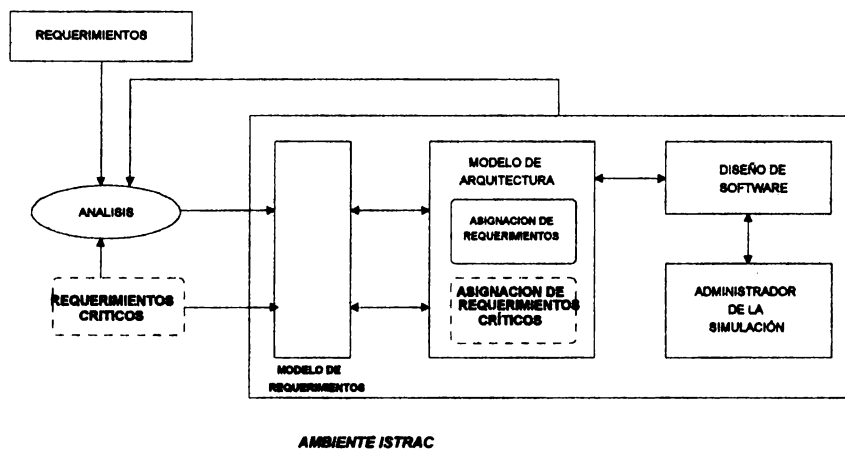 REQUERIMIENTOS
MODELO DE
ARQUITECTURA
DISEÑO DE
SOFTWARE
ANALISIS
ASIGNACION DE
REQUERIMIENTOS
REQUERIMIENTOS
CRITICOS
ASIGNACION DE
REQUERIMIENTOS
CRÍTICOS
ADMINISTRADOR
DE LA
SIMULACIÓN
MODELO DE
REQUERIMIENTOS
AMBIENTE ISTRAC